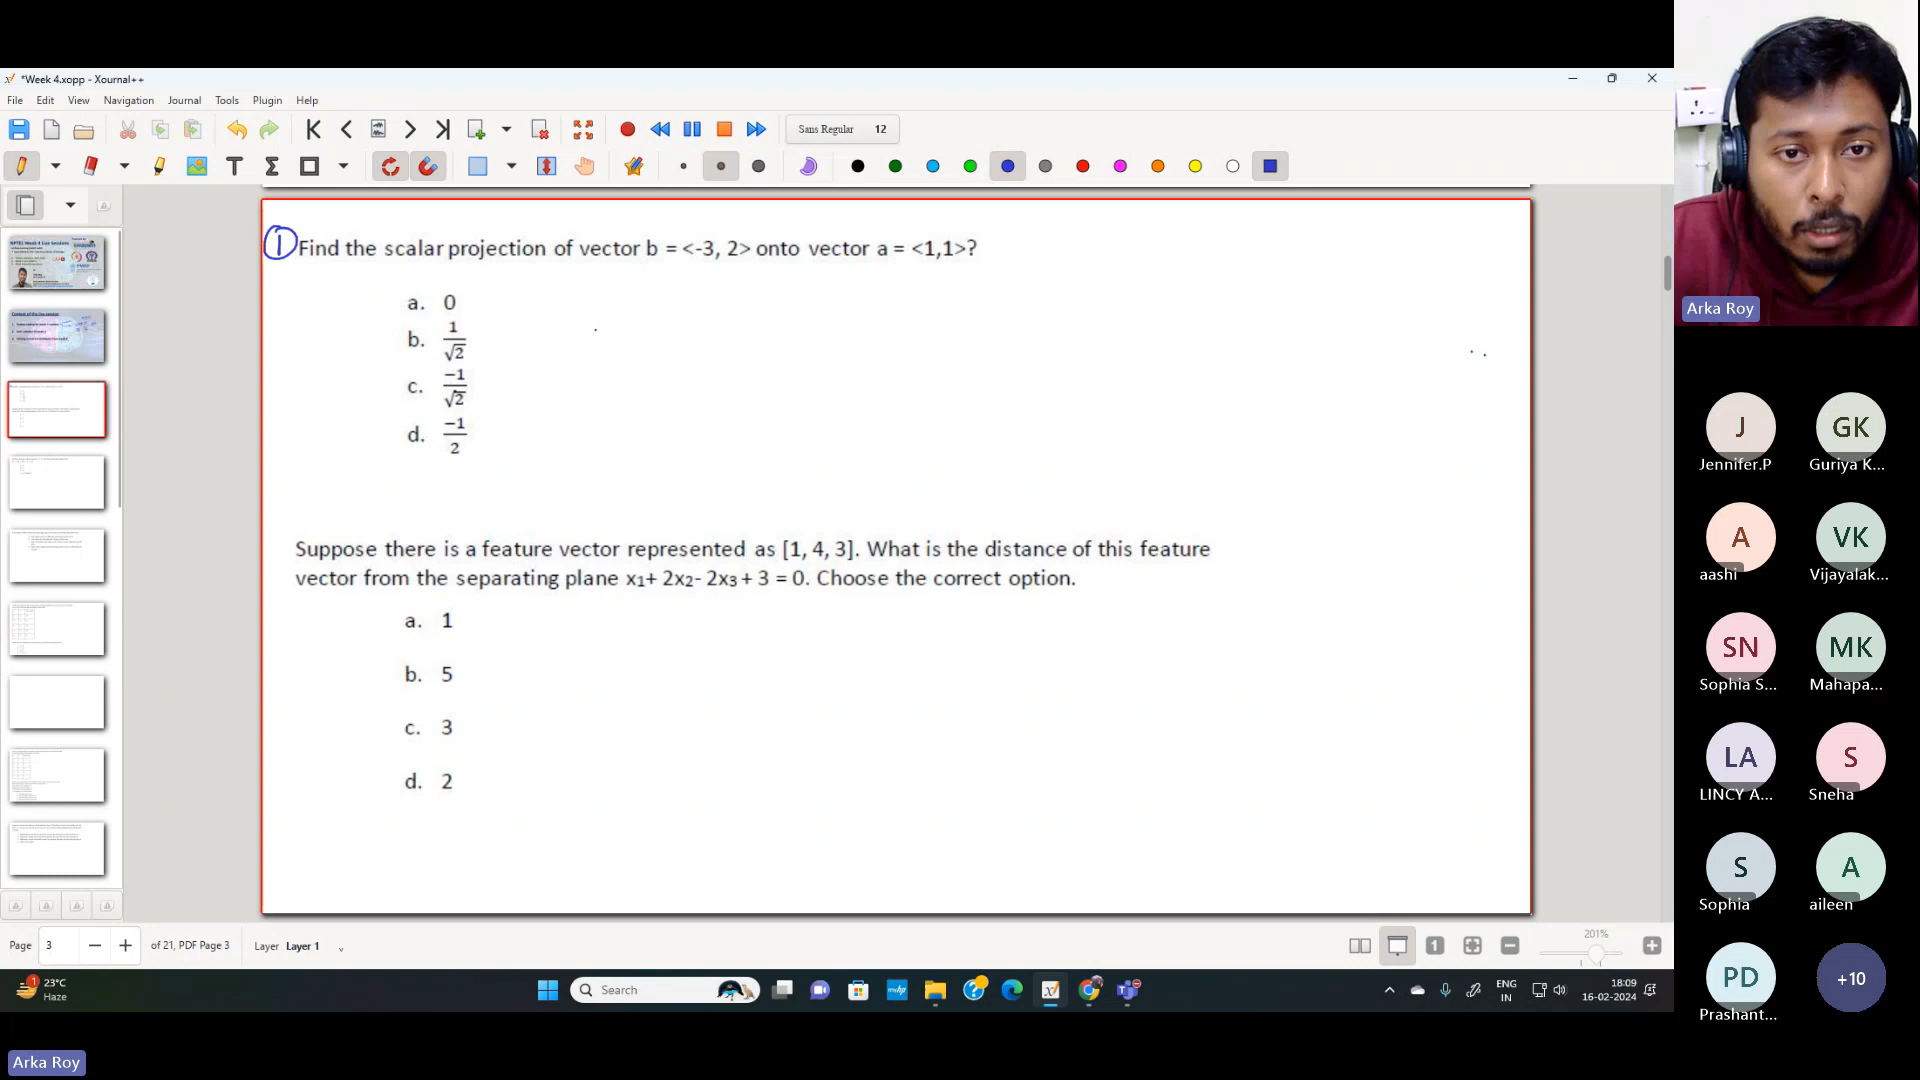 *Week 4.xopp - Xournal++
File Edit View Navigation Journal Tools Plugin Help
Sans Regular 12
① Find the scalar projection of vector b = <-3, 2> onto vector a = <1,1>?
a. 0
b. 1/√2
c. −1/√2
d. −1/2
Suppose there is a feature vector represented as [1, 4, 3]. What is the distance of this feature
vector from the separating plane x₁+ 2x₂- 2x₃ + 3 = 0. Choose the correct option.
a. 1
b. 5
c. 3
d. 2
Page 3 of 21, PDF Page 3 Layer Layer 1
201%
23°C
Haze
Search
ENG
IN
18:09
16-02-2024
Arka Roy
Arka Roy
J GK
Jennifer.P Guriya K...
A VK
aashi Vijayalak...
SN MK
Sophia S... Mahapa...
LA S
LINCY A... Sneha
S A
Sophia aileen
PD +10
Prashant...